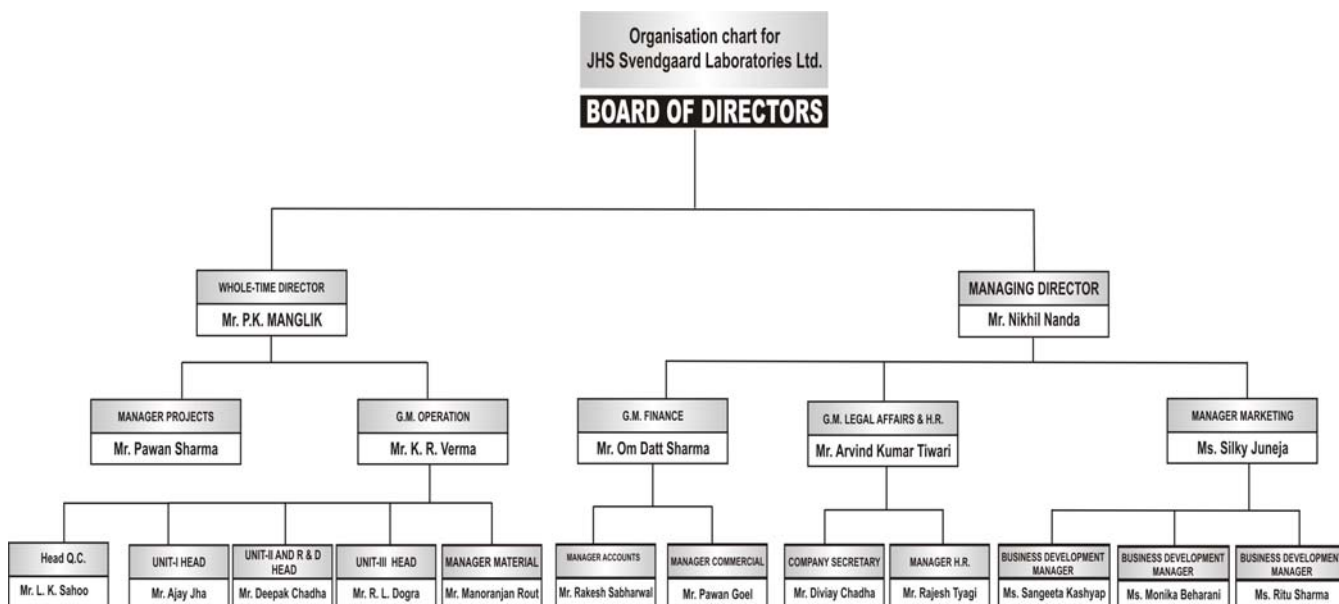 Organisation chart for
JHS Svendgaard Laboratories Ltd.
BOARD OF DIRECTORS
WHOLE-TIME DIRECTOR
Mr. P.K. MANGLIK
MANAGING DIRECTOR
Mr. Nikhil Nanda
MANAGER PROJECTS
Mr. Pawan Sharma
G.M. OPERATION
Mr. K. R. Verma
G.M. FINANCE
Mr. Om Datt Sharma
G.M. LEGAL AFFAIRS & H.R.
Mr. Arvind Kumar Tiwari
MANAGER MARKETING
Ms. Silky Juneja
Head Q.C.
Mr. L. K. Sahoo
UNIT-I HEAD
Mr. Ajay Jha
UNIT-II AND R & D
HEAD
Mr. Deepak Chadha
UNIT-III HEAD
Mr. R. L. Dogra
MANAGER MATERIAL
Mr. Manoranjan Rout
MANAGER ACCOUNTS
Mr. Rakesh Sabharwal
MANAGER COMMERCIAL
Mr. Pawan Goel
COMPANY SECRETARY
Mr. Diviay Chadha
MANAGER H.R.
Mr. Rajesh Tyagi
BUSINESS DEVELOPMENT
MANAGER
Ms. Sangeeta Kashyap
BUSINESS DEVELOPMENT
MANAGER
Ms. Monika Beharani
BUSINESS DEVELOPMENT
MANAGER
Ms. Ritu Sharma